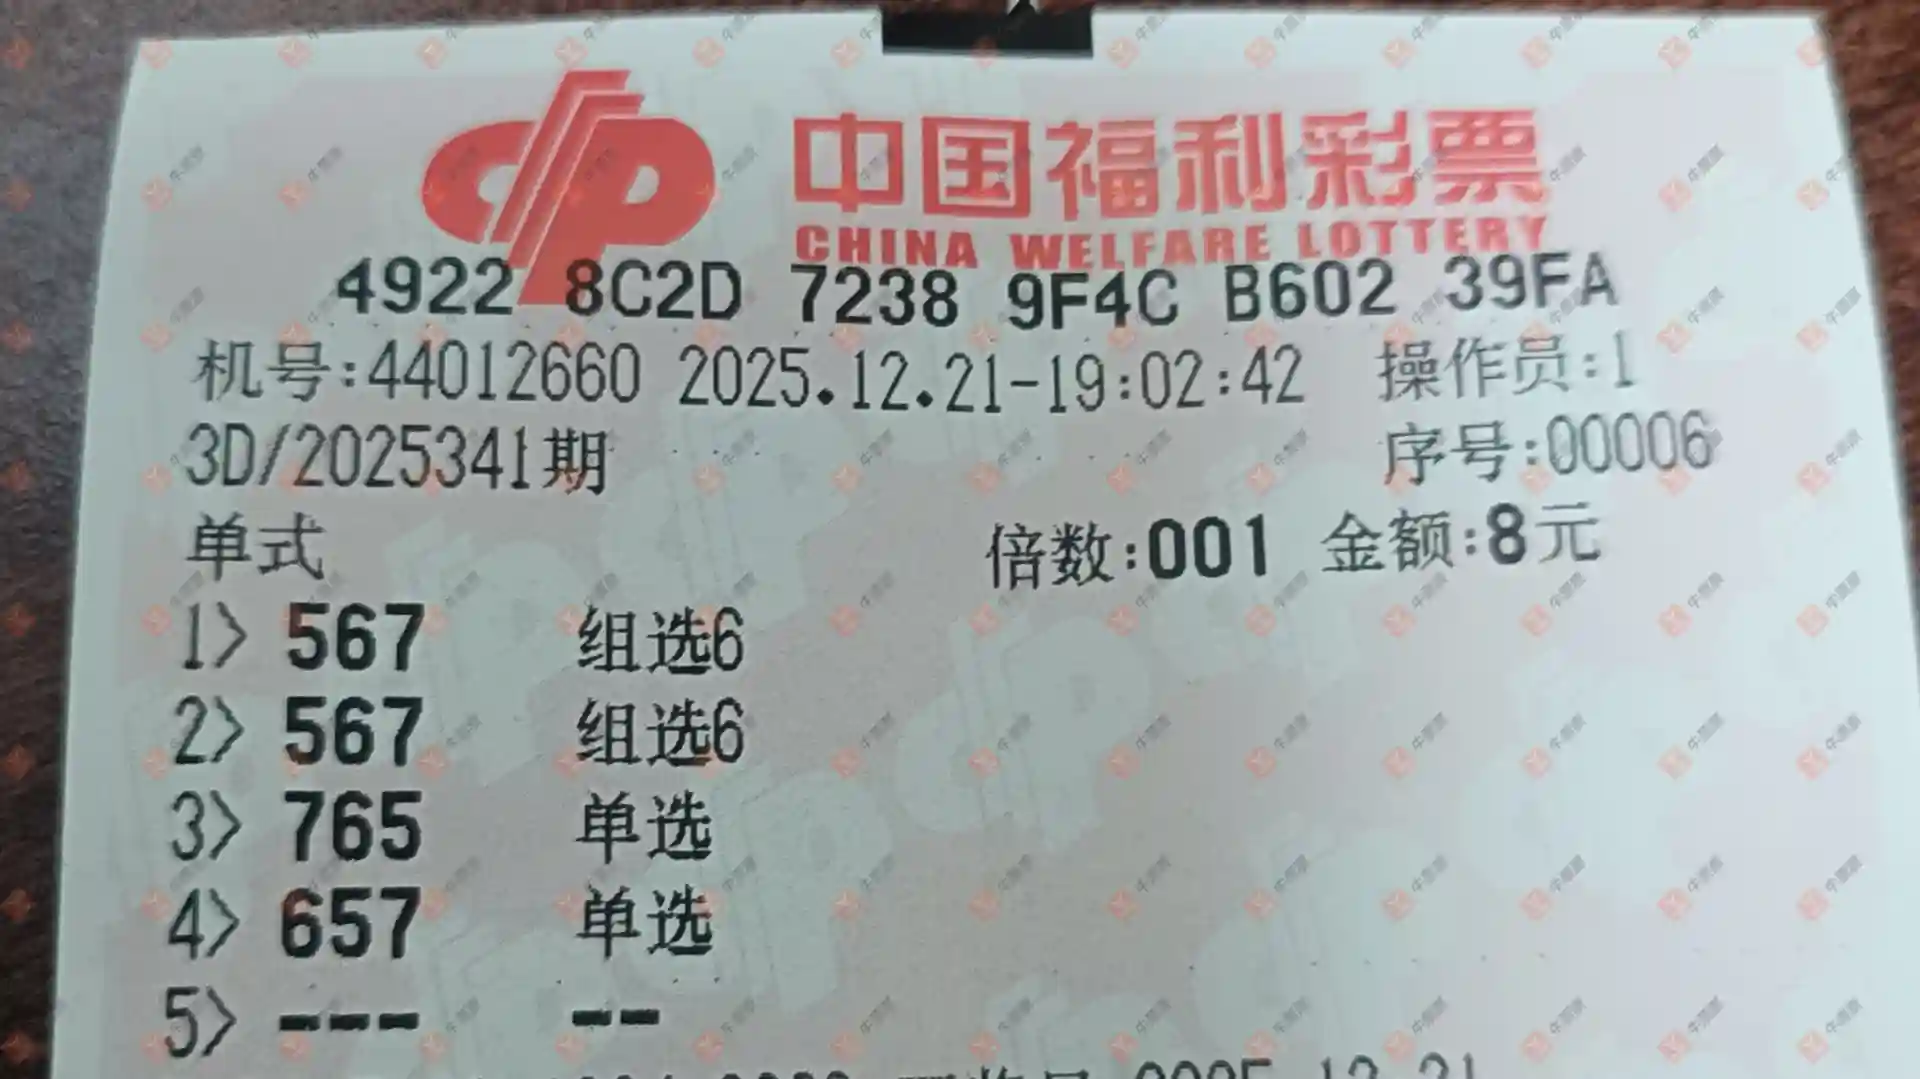 中国福利彩票
CHINA WELFARE LOTTERY
4922 8C2D 7238 9F4C B602 39FA
机号:44012660 2025.12.21-19:02:42 操作员:1
3D/2025341期 序号:00006
单式 倍数:001 金额:8元
1> 567 组选6
2> 567 组选6
3> 765 单选
4> 657 单选
5> --- --